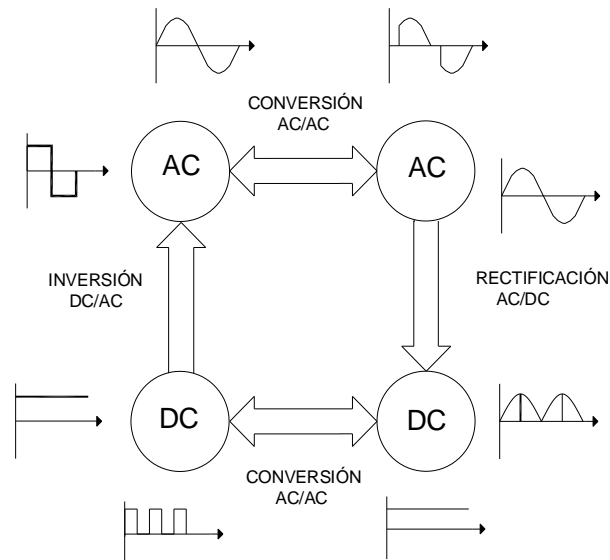 CONVERSIÓN
AC/AC
AC
AC
INVERSIÓN
DC/AC
RECTIFICACIÓN
AC/DC
DC
DC
CONVERSIÓN
AC/AC